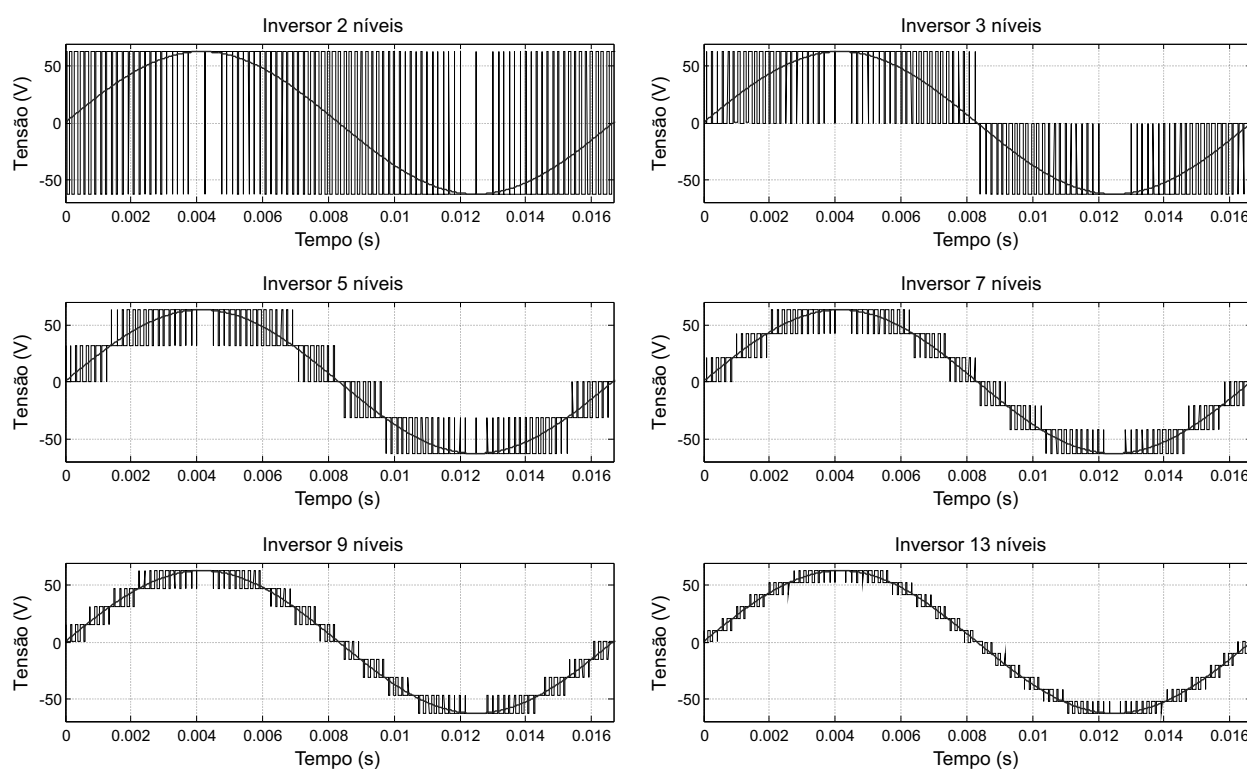 Inversor 2 níveis
Tensão (V)
50
0
-50
0 0.002 0.004 0.006 0.008 0.01 0.012 0.014 0.016
Tempo (s)
Inversor 3 níveis
Tensão (V)
50
0
-50
0 0.002 0.004 0.006 0.008 0.01 0.012 0.014 0.016
Tempo (s)
Inversor 5 níveis
Tensão (V)
50
0
-50
0 0.002 0.004 0.006 0.008 0.01 0.012 0.014 0.016
Tempo (s)
Inversor 7 níveis
Tensão (V)
50
0
-50
0 0.002 0.004 0.006 0.008 0.01 0.012 0.014 0.016
Tempo (s)
Inversor 9 níveis
Tensão (V)
50
0
-50
0 0.002 0.004 0.006 0.008 0.01 0.012 0.014 0.016
Tempo (s)
Inversor 13 níveis
Tensão (V)
50
0
-50
0 0.002 0.004 0.006 0.008 0.01 0.012 0.014 0.016
Tempo (s)